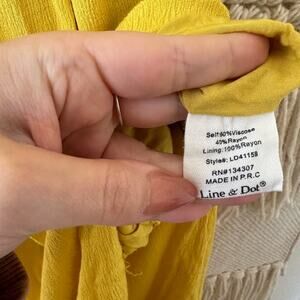 Self:60%Viscose
40%Rayon
Lining:100%Rayon
Style#: LD41158
RN#134307
MADE IN P.R.C
Line & Dot®